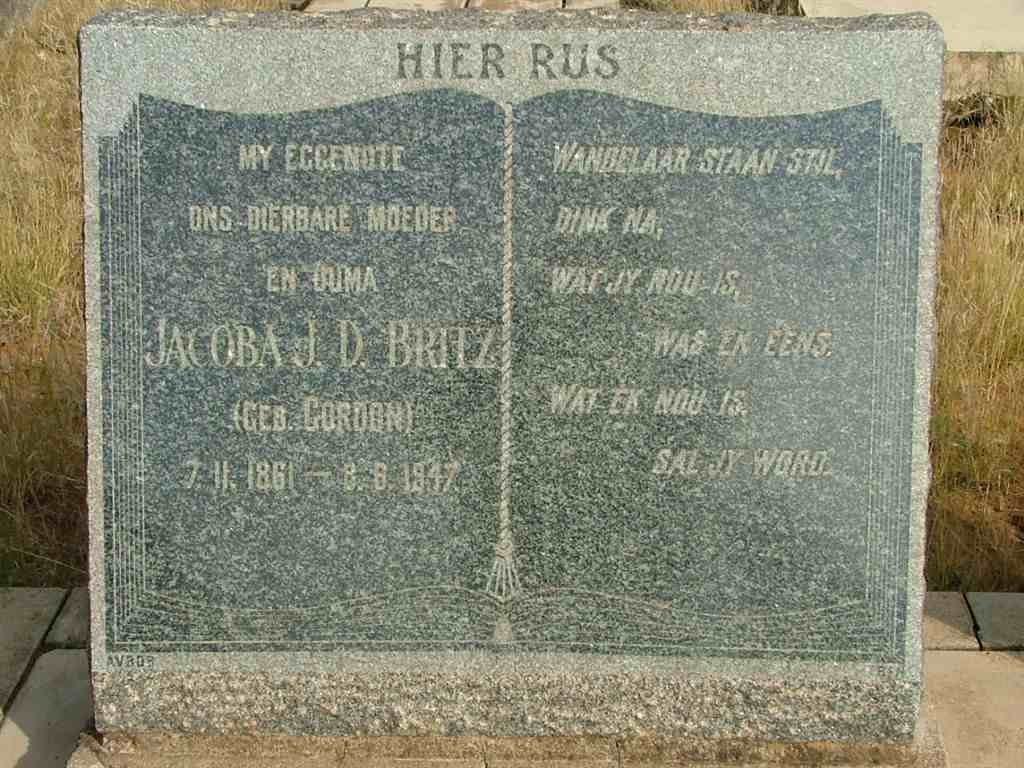 HIER RUS
MY EGGENOTE
ONS DIERBARE MOEDER
EN OUMA
JACOBA J. D. BRITZ
(GEB. GORDON)
7. 11. 1861 — 8. 8. 1947
WANDELAAR STAAN STIL,
DINK NA,
WAT JY NOU IS,
WAS EK EENS.
WAT EK NOU IS.
SAL JY WORD.